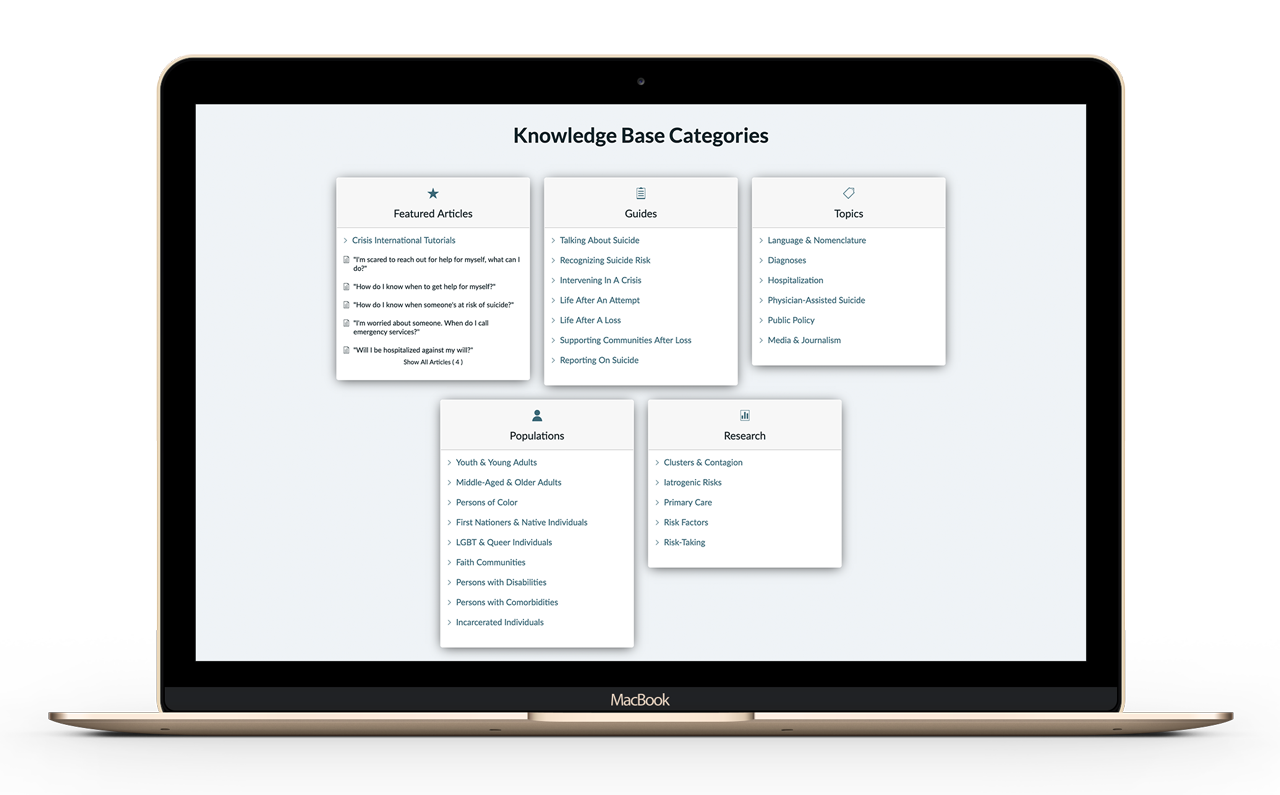 Knowledge Base Categories
Featured Articles
Crisis International Tutorials
"I'm scared to reach out for help for myself, what can I
do?"
"How do I know when to get help for myself?"
"How do I know when someone's at risk of suicide?"
"I'm worried about someone. When do I call
emergency services?"
"Will I be hospitalized against my will?"
Show All Articles ( 4 )
Guides
Talking About Suicide
Recognizing Suicide Risk
Intervening In A Crisis
Life After An Attempt
Life After A Loss
Supporting Communities After Loss
Reporting On Suicide
Topics
Language & Nomenclature
Diagnoses
Hospitalization
Physician-Assisted Suicide
Public Policy
Media & Journalism
Populations
Youth & Young Adults
Middle-Aged & Older Adults
Persons of Color
First Nationers & Native Individuals
LGBT & Queer Individuals
Faith Communities
Persons with Disabilities
Persons with Comorbidities
Incarcerated Individuals
Research
Clusters & Contagion
Iatrogenic Risks
Primary Care
Risk Factors
Risk-Taking
MacBook